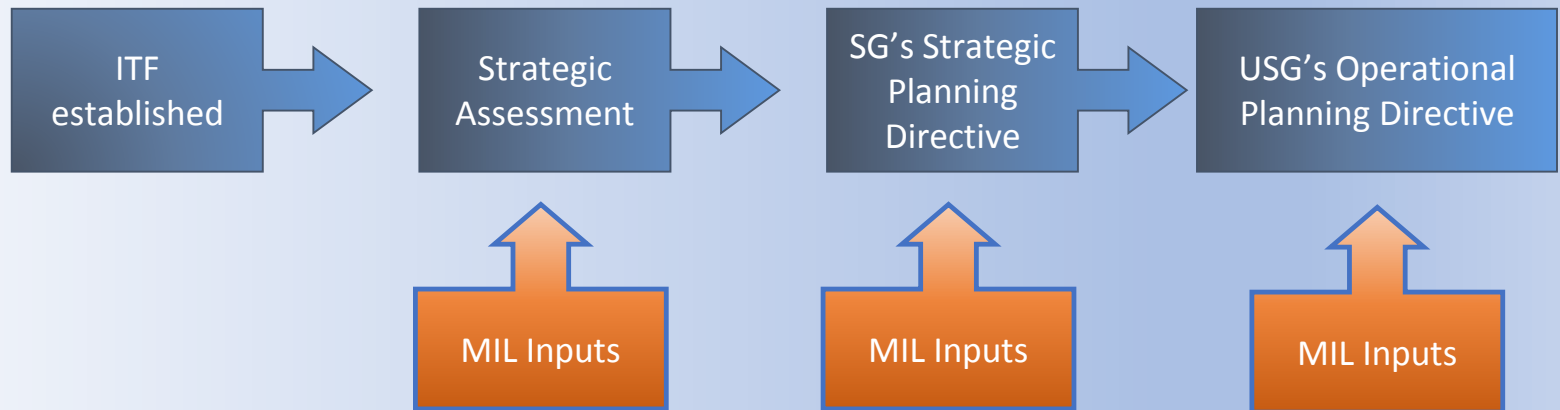 ITF
established
Strategic
Assessment
SG’s Strategic
Planning
Directive
USG’s Operational
Planning Directive
MIL Inputs
MIL Inputs
MIL Inputs